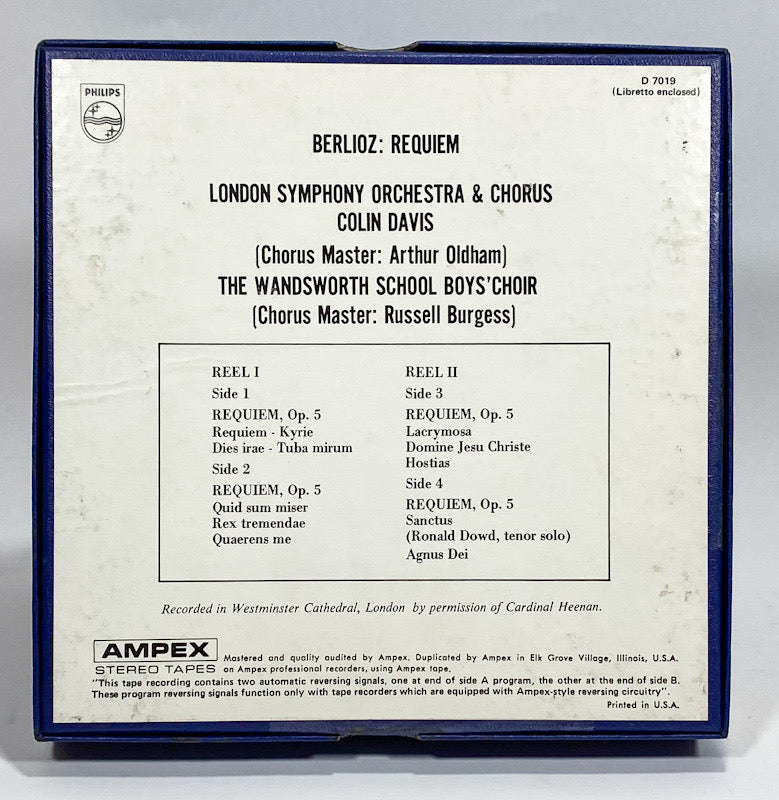 PHILIPS
D 7019
(Libretto enclosed)
BERLIOZ: REQUIEM
LONDON SYMPHONY ORCHESTRA & CHORUS
COLIN DAVIS
(Chorus Master: Arthur Oldham)
THE WANDSWORTH SCHOOL BOYS'CHOIR
(Chorus Master: Russell Burgess)
REEL I
Side 1
REQUIEM, Op. 5
Requiem - Kyrie
Dies irae - Tuba mirum
Side 2
REQUIEM, Op. 5
Quid sum miser
Rex tremendae
Quaerens me
REEL II
Side 3
REQUIEM, Op. 5
Lacrymosa
Domine Jesu Christe
Hostias
Side 4
REQUIEM, Op. 5
Sanctus
(Ronald Dowd, tenor solo)
Agnus Dei
Recorded in Westminster Cathedral, London by permission of Cardinal Heenan.
AMPEX
STEREO TAPES
Mastered and quality audited by Ampex. Duplicated by Ampex in Elk Grove Village, Illinois, U.S.A.
on Ampex professional recorders, using Ampex tape.
"This tape recording contains two automatic reversing signals, one at end of side A program, the other at the end of side B.
These program reversing signals function only with tape recorders which are equipped with Ampex-style reversing circuitry".
Printed in U.S.A.